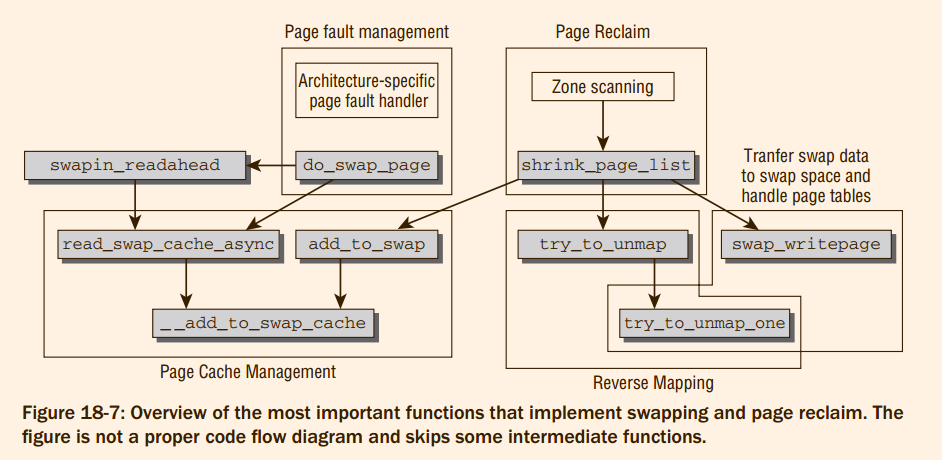 Page fault management
Page Reclaim
Architecture-specific
page fault handler
Zone scanning
swapin_readahead
do_swap_page
shrink_page_list
Tranfer swap data
to swap space and
handle page tables
read_swap_cache_async
add_to_swap
try_to_unmap
swap_writepage
__add_to_swap_cache
try_to_unmap_one
Page Cache Management
Reverse Mapping
Figure 18-7: Overview of the most important functions that implement swapping and page reclaim. The
figure is not a proper code flow diagram and skips some intermediate functions.